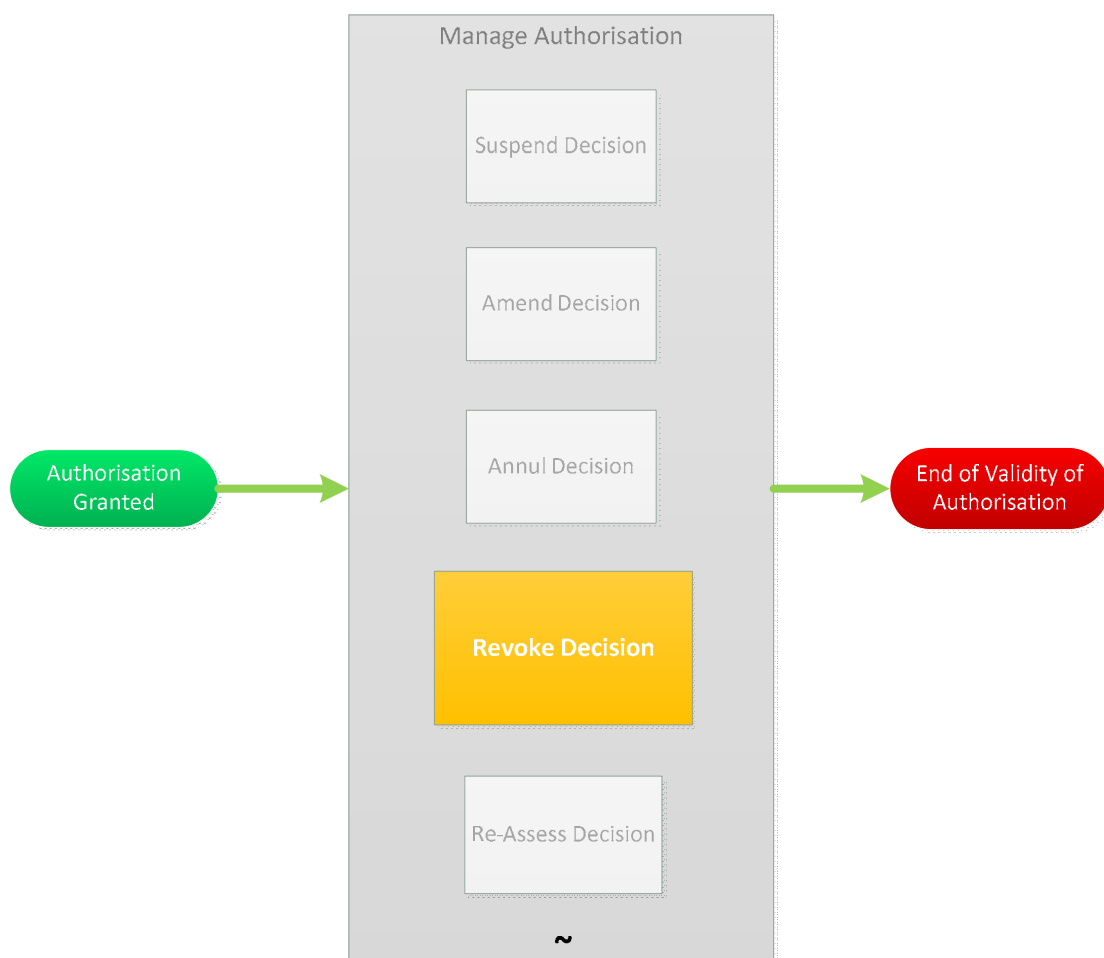 Manage Authorisation
Suspend Decision
Amend Decision
Annul Decision
Authorisation
Granted
End of Validity of
Authorisation
Revoke Decision
Re-Assess Decision
~